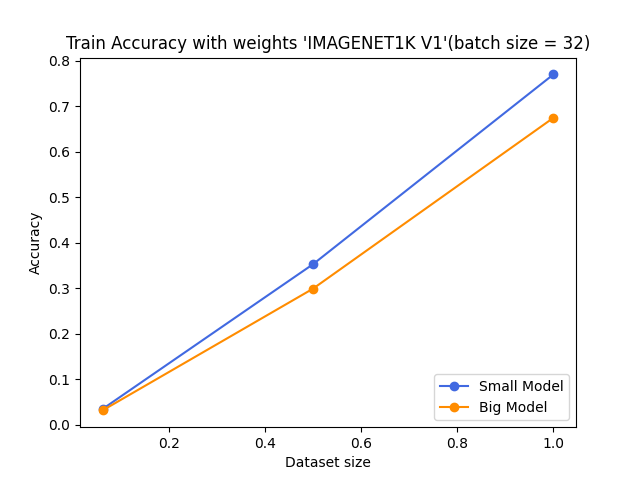 Train Accuracy with weights 'IMAGENET1K V1'(batch size = 32)
0.8
0.7
0.6
0.5
0.4
0.3
0.2
0.1
0.0
Accuracy
Small Model
Big Model
0.2 0.4 0.6 0.8 1.0
Dataset size